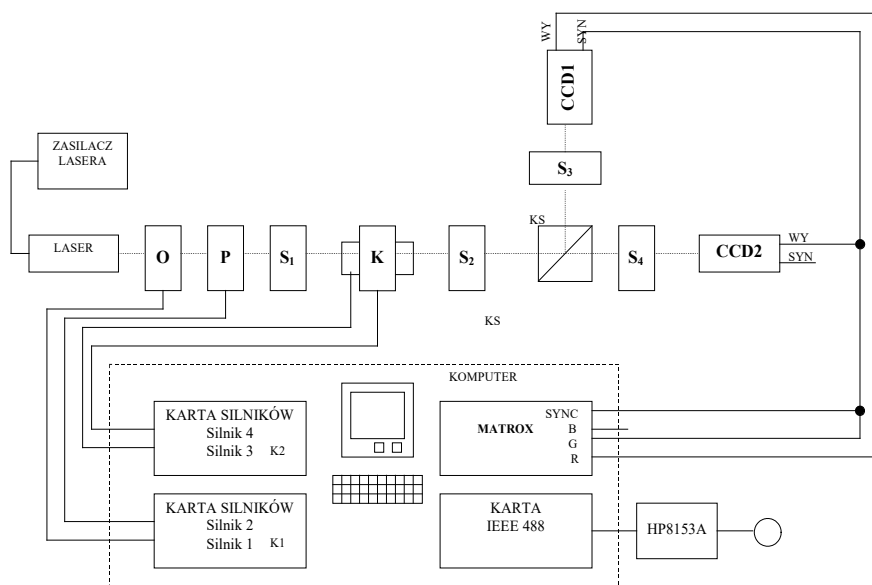 WY
SYN
CCD1
ZASILACZ
LASERA
S₃
KS
LASER
O
P
S₁
K
S₂
S₄
CCD2
WY
SYN
KS
KOMPUTER
KARTA SILNIKÓW
Silnik 4
Silnik 3 K2
MATROX
SYNC
B
G
R
KARTA SILNIKÓW
Silnik 2
Silnik 1 K1
KARTA
IEEE 488
HP8153A